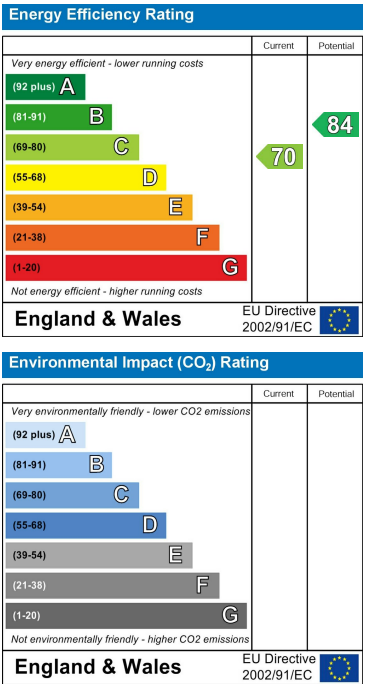 Energy Efficiency Rating
Current Potential
Very energy efficient - lower running costs
(92 plus) A
(81-91) B
84
(69-80) C
70
(55-68) D
(39-54) E
(21-38) F
(1-20) G
Not energy efficient - higher running costs
England & Wales
EU Directive
2002/91/EC
Environmental Impact (CO₂) Rating
Current Potential
Very environmentally friendly - lower CO2 emissions
(92 plus) A
(81-91) B
(69-80) C
(55-68) D
(39-54) E
(21-38) F
(1-20) G
Not environmentally friendly - higher CO2 emissions
England & Wales
EU Directive
2002/91/EC